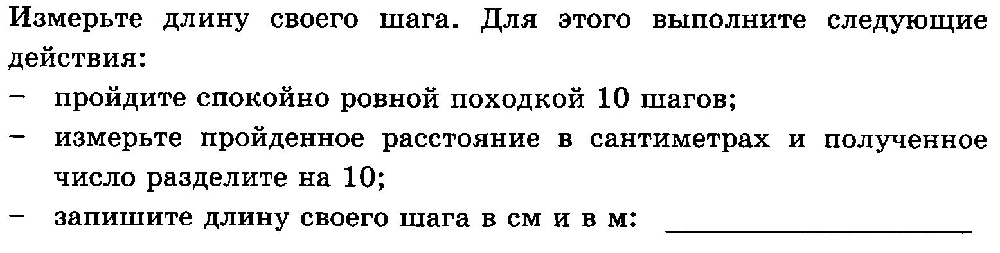 Измерьте длину своего шага. Для этого выполните следующие
действия:
– пройдите спокойно ровной походкой 10 шагов;
– измерьте пройденное расстояние в сантиметрах и полученное
число разделите на 10;
– запишите длину своего шага в см и в м: ____________